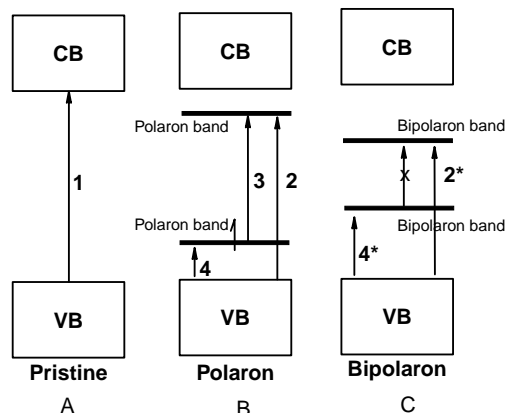 CB
1
VB
Pristine
A
CB
Polaron band
3
2
Polaron band
4
VB
Polaron
B
CB
Bipolaron band
x
2*
Bipolaron band
4*
VB
Bipolaron
C